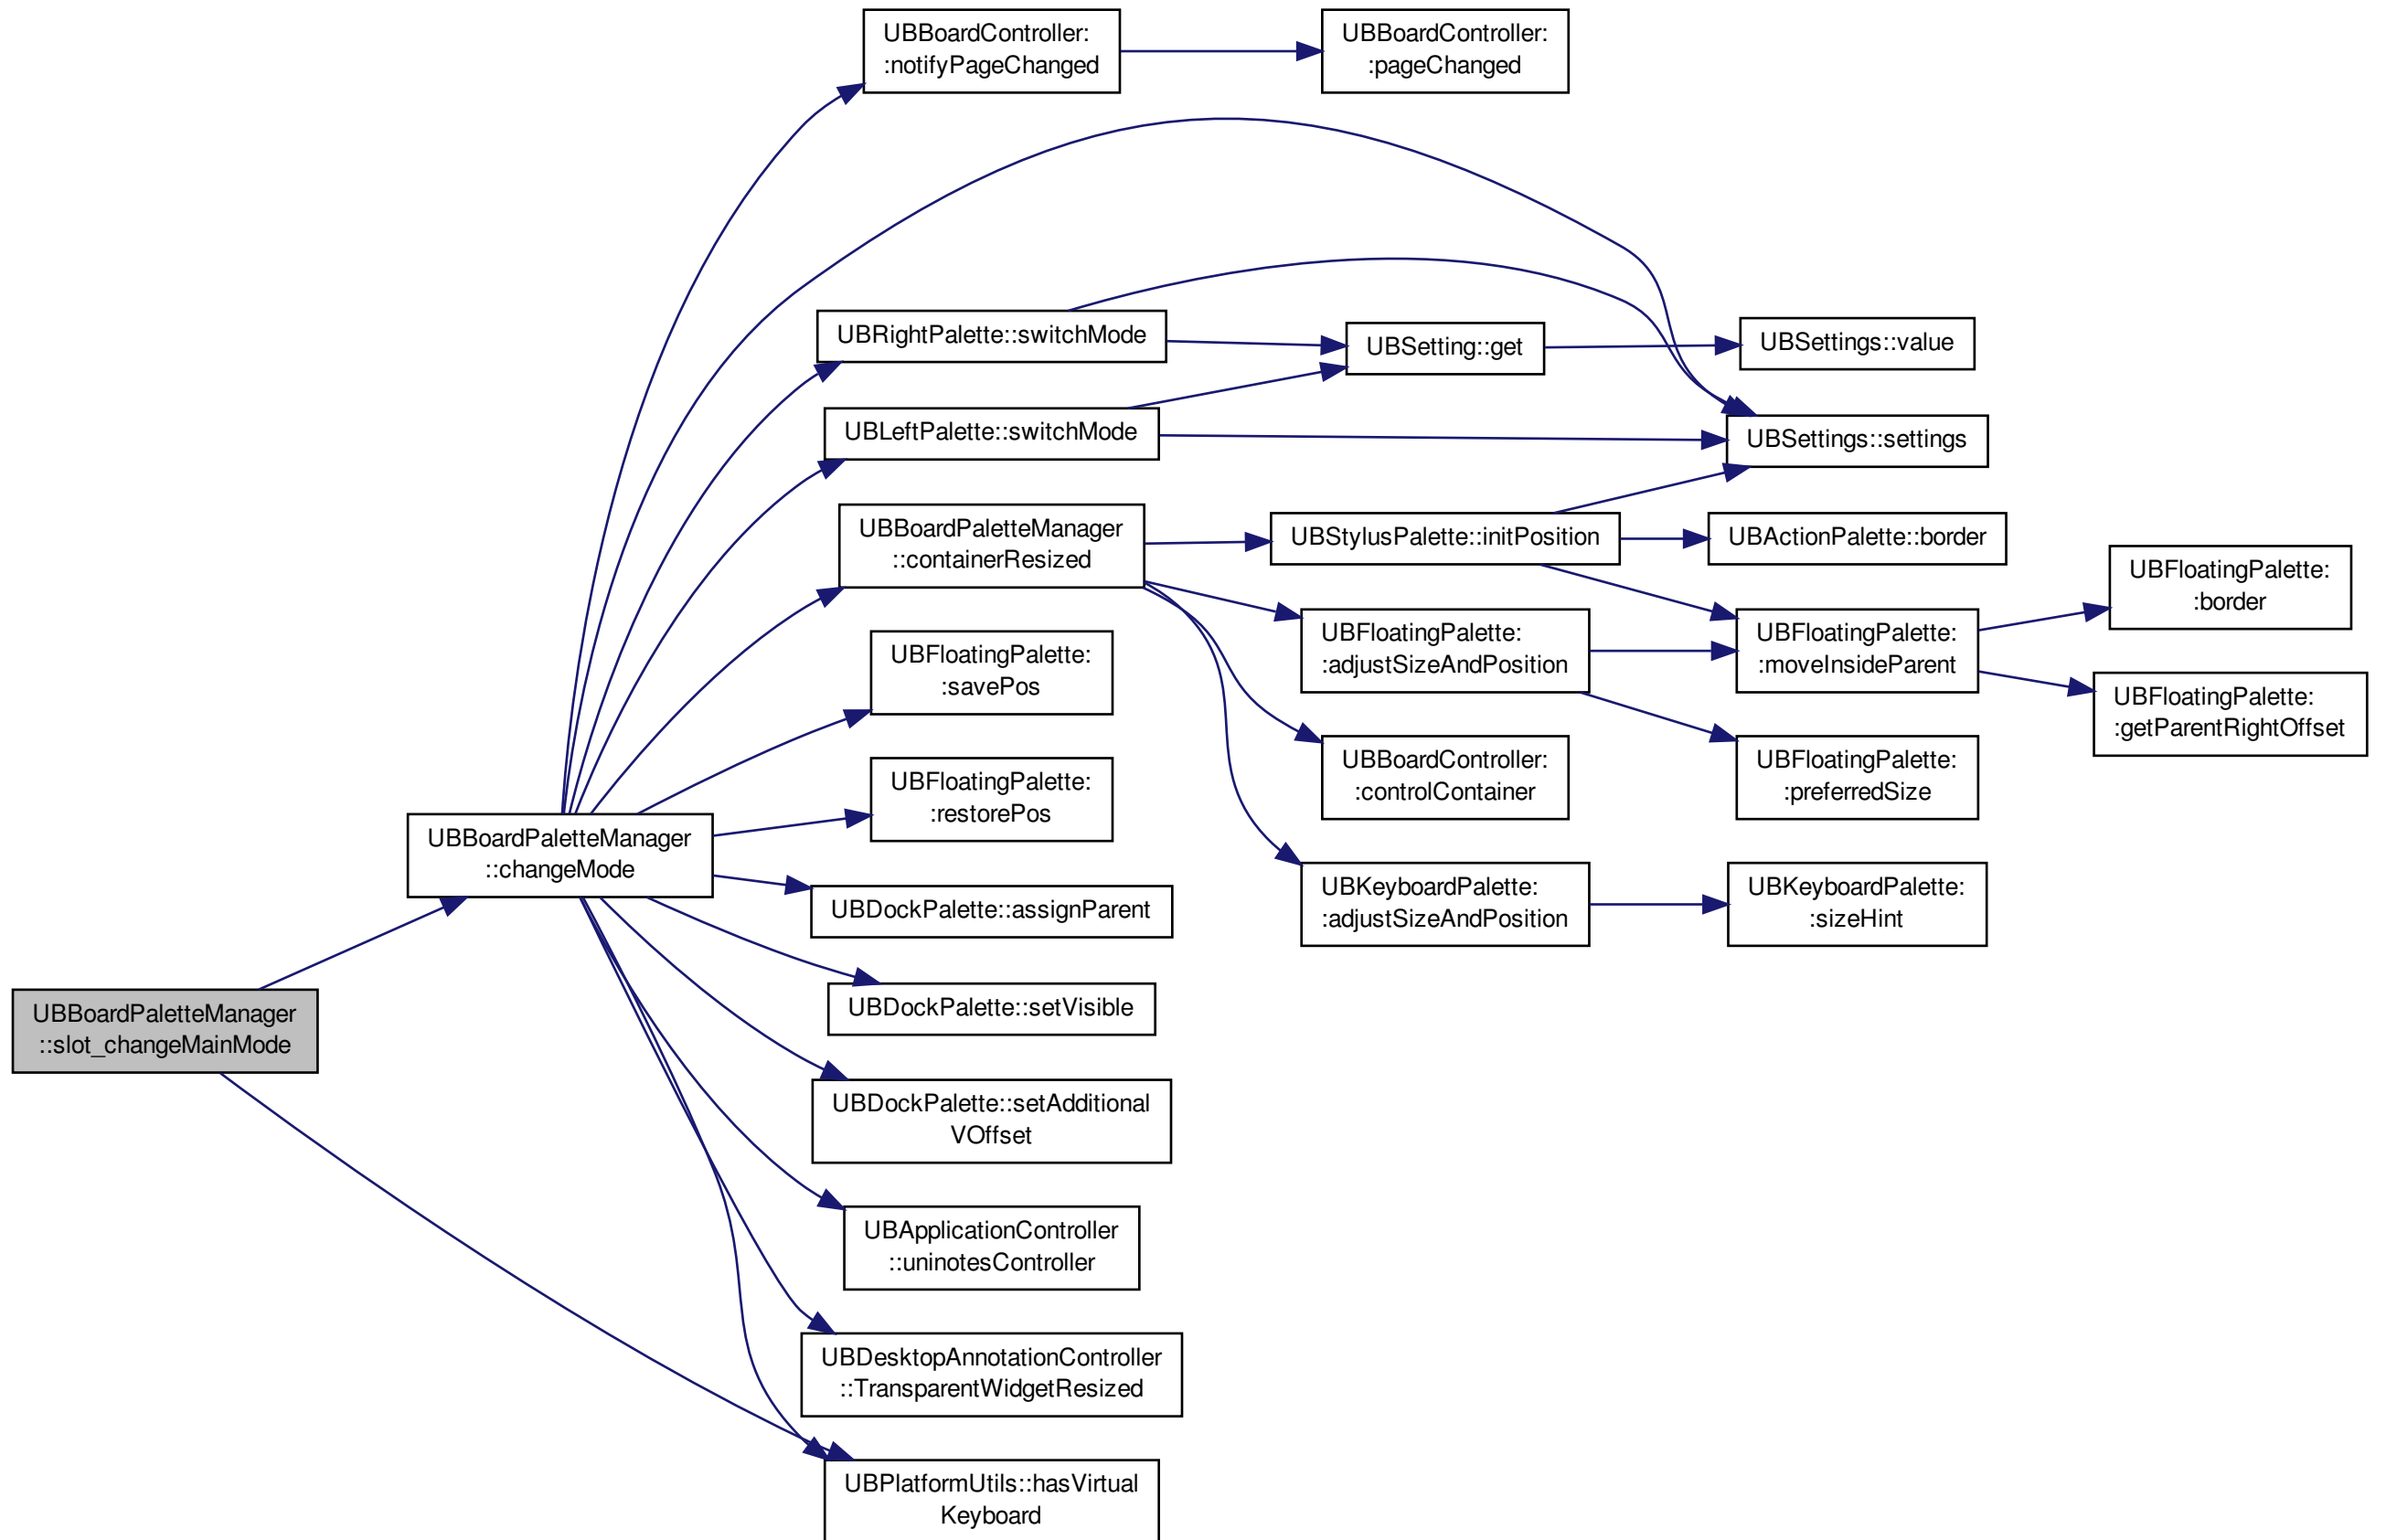 UBBoardController:
:notifyPageChanged
UBBoardController:
:pageChanged
UBRightPalette::switchMode
UBSetting::get
UBSettings::value
UBLeftPalette::switchMode
UBSettings::settings
UBBoardPaletteManager
::containerResized
UBStylusPalette::initPosition
UBActionPalette::border
UBFloatingPalette:
:border
UBFloatingPalette:
:savePos
UBFloatingPalette:
:adjustSizeAndPosition
UBFloatingPalette:
:moveInsideParent
UBFloatingPalette:
:getParentRightOffset
UBFloatingPalette:
:restorePos
UBBoardController:
:controlContainer
UBFloatingPalette:
:preferredSize
UBBoardPaletteManager
::changeMode
UBDockPalette::assignParent
UBKeyboardPalette:
:adjustSizeAndPosition
UBKeyboardPalette:
:sizeHint
UBBoardPaletteManager
::slot_changeMainMode
UBDockPalette::setVisible
UBDockPalette::setAdditional
VOffset
UBApplicationController
::uninotesController
UBDesktopAnnotationController
::TransparentWidgetResized
UBPlatformUtils::hasVirtual
Keyboard